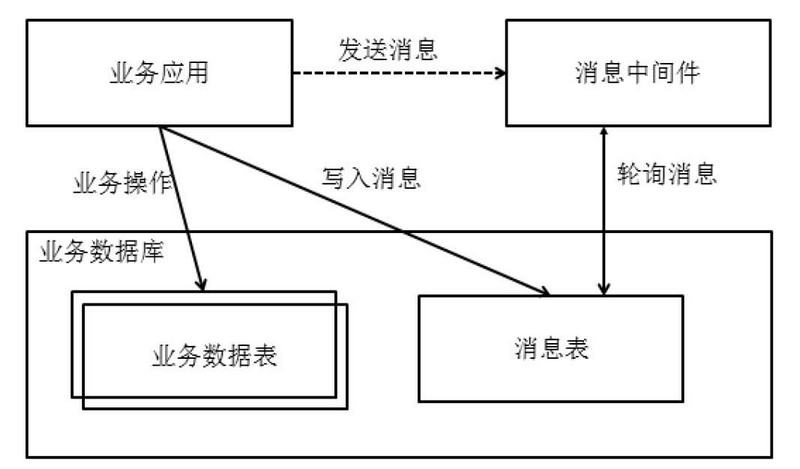 业务应用
发送消息
消息中间件
业务操作
写入消息
轮询消息
业务数据库
业务数据表
消息表